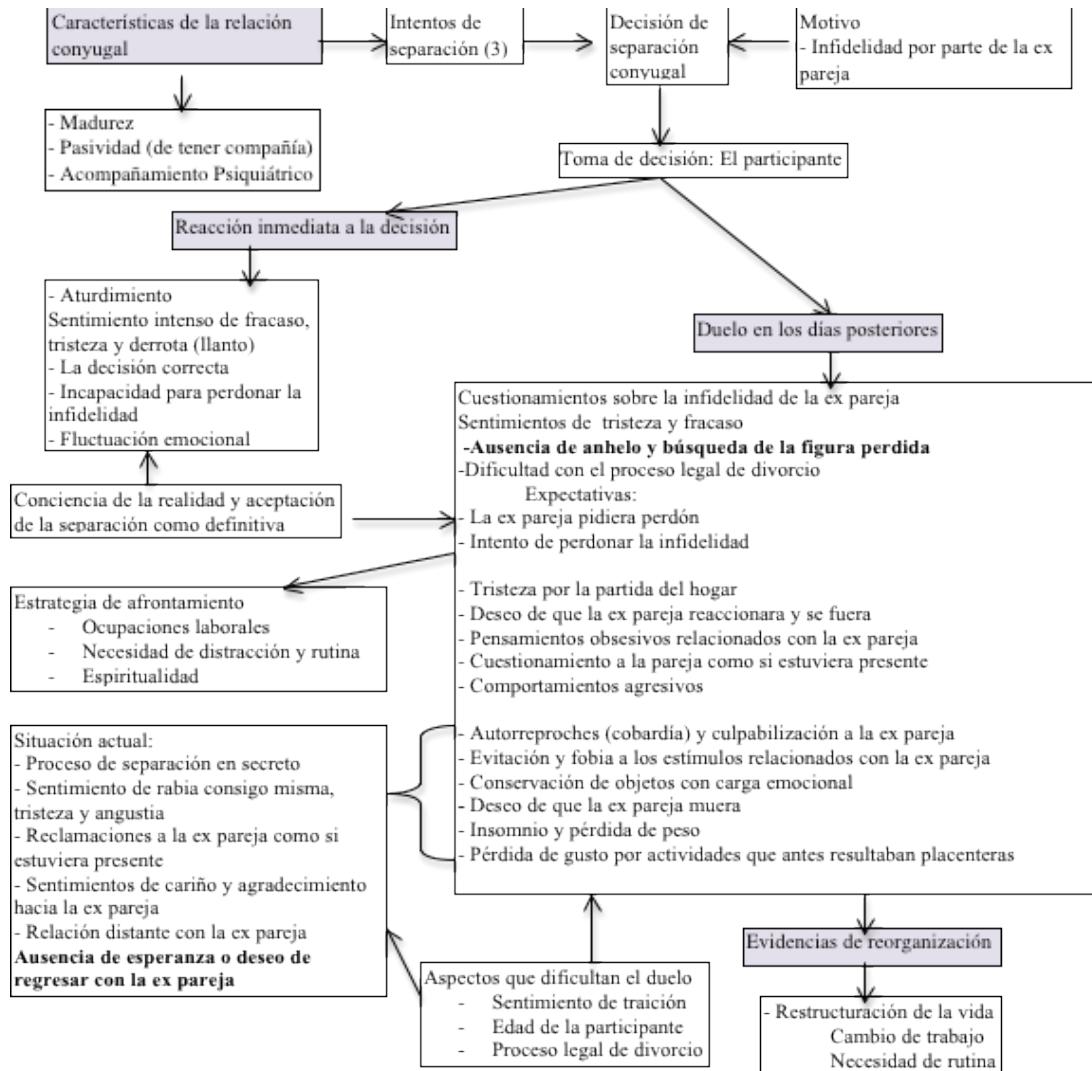 Características de la relación
conyugal
Intentos de
separación (3)
Decisión de
separación
conyugal
Motivo
- Infidelidad por parte de la ex
pareja
- Madurez
- Pasividad (de tener compañía)
- Acompañamiento Psiquiátrico
Toma de decisión: El participante
Reacción inmediata a la decisión
- Aturdimiento
Sentimiento intenso de fracaso,
tristeza y derrota (llanto)
- La decisión correcta
- Incapacidad para perdonar la
infidelidad
- Fluctuación emocional
Duelo en los días posteriores
Cuestionamientos sobre la infidelidad de la ex pareja
Sentimientos de tristeza y fracaso
-Ausencia de anhelo y búsqueda de la figura perdida
-Dificultad con el proceso legal de divorcio
Expectativas:
- La ex pareja pidiera perdón
- Intento de perdonar la infidelidad
- Tristeza por la partida del hogar
- Deseo de que la ex pareja reaccionara y se fuera
- Pensamientos obsesivos relacionados con la ex pareja
- Cuestionamiento a la pareja como si estuviera presente
- Comportamientos agresivos
- Autorreproches (cobardía) y culpabilización a la ex pareja
- Evitación y fobia a los estímulos relacionados con la ex pareja
- Conservación de objetos con carga emocional
- Deseo de que la ex pareja muera
- Insomnio y pérdida de peso
- Pérdida de gusto por actividades que antes resultaban placenteras
Conciencia de la realidad y aceptación
de la separación como definitiva
Estrategia de afrontamiento
- Ocupaciones laborales
- Necesidad de distracción y rutina
- Espiritualidad
Situación actual:
- Proceso de separación en secreto
- Sentimiento de rabia consigo misma,
tristeza y angustia
- Reclamaciones a la ex pareja como si
estuviera presente
- Sentimientos de cariño y agradecimiento
hacia la ex pareja
- Relación distante con la ex pareja
Ausencia de esperanza o deseo de
regresar con la ex pareja
Aspectos que dificultan el duelo
- Sentimiento de traición
- Edad de la participante
- Proceso legal de divorcio
Evidencias de reorganización
- Restructuración de la vida
Cambio de trabajo
Necesidad de rutina